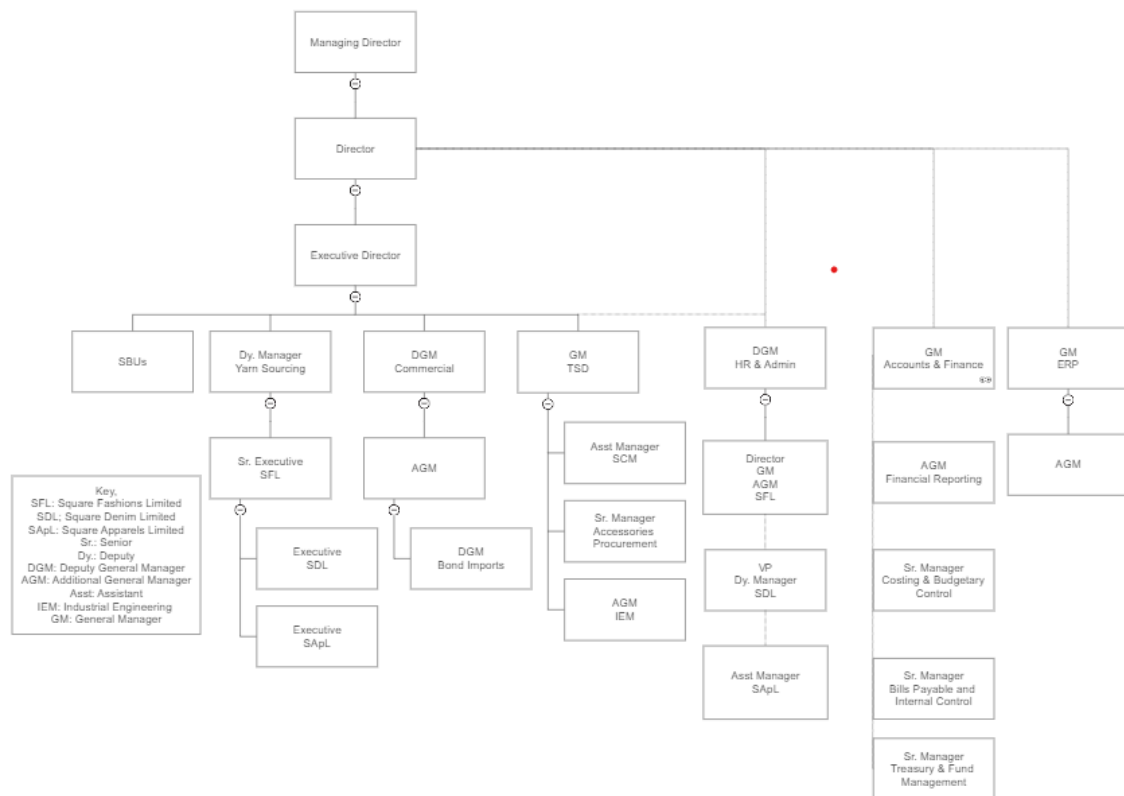 Managing Director
Director
Executive Director
SBUs
Dy. Manager
Yarn Sourcing
DGM
Commercial
GM
TSD
DGM
HR & Admin
GM
Accounts & Finance
GM
ERP
Sr. Executive
SFL
AGM
Asst Manager
SCM
Director
GM
AGM
SFL
AGM
Financial Reporting
AGM
Key,
SFL: Square Fashions Limited
SDL; Square Denim Limited
SApL: Square Apparels Limited
Sr.: Senior
Dy.: Deputy
DGM: Deputy General Manager
AGM: Additional General Manager
Asst: Assistant
IEM: Industrial Engineering
GM: General Manager
Executive
SDL
DGM
Bond Imports
Sr. Manager
Accessories
Procurement
VP
Dy. Manager
SDL
Sr. Manager
Costing & Budgetary
Control
Executive
SApL
AGM
IEM
Asst Manager
SApL
Sr. Manager
Bills Payable and
Internal Control
Sr. Manager
Treasury & Fund
Management